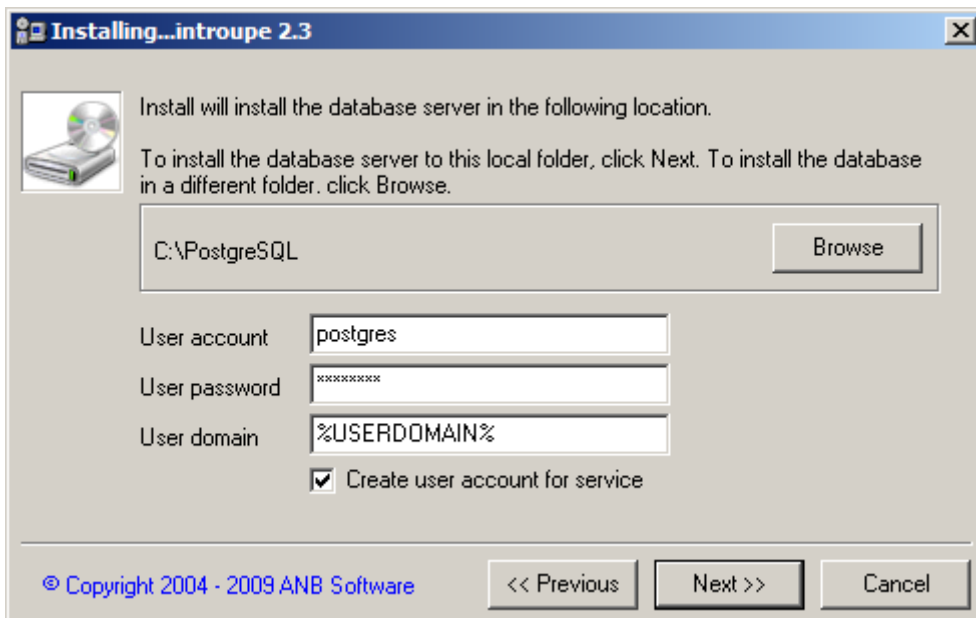 Installing...introupe 2.3
Install will install the database server in the following location.
To install the database server to this local folder, click Next. To install the database
in a different folder. click Browse.
C:\PostgreSQL
Browse
User account
postgres
User password
********
User domain
%USERDOMAIN%
Create user account for service
© Copyright 2004 - 2009 ANB Software
<< Previous
Next >>
Cancel